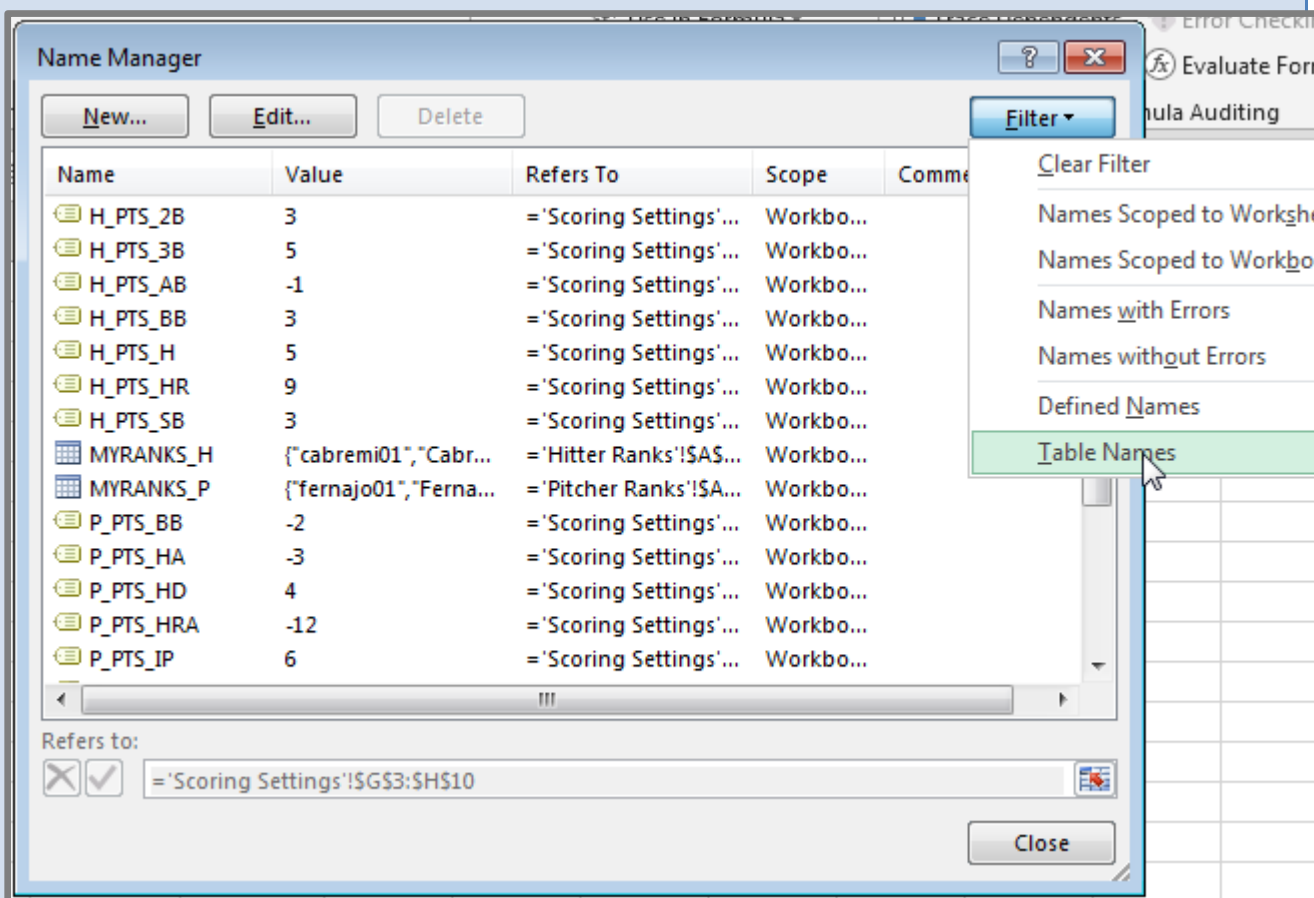 Use in Formula Trace Dependents Error Checki
Name Manager
Evaluate For
New... Edit... Delete Filter
nula Auditing
Name Value Refers To Scope Comme
Clear Filter
H_PTS_2B 3 ='Scoring Settings'... Workbo...
Names Scoped to Workshe
H_PTS_3B 5 ='Scoring Settings'... Workbo...
Names Scoped to Workbo
H_PTS_AB -1 ='Scoring Settings'... Workbo...
H_PTS_BB 3 ='Scoring Settings'... Workbo...
Names with Errors
H_PTS_H 5 ='Scoring Settings'... Workbo...
Names without Errors
H_PTS_HR 9 ='Scoring Settings'... Workbo...
H_PTS_SB 3 ='Scoring Settings'... Workbo...
Defined Names
MYRANKS_H {"cabremi01","Cabr... ='Hitter Ranks'!$A$... Workbo...
Table Names
MYRANKS_P {"fernajo01","Ferna... ='Pitcher Ranks'!$A... Workbo...
P_PTS_BB -2 ='Scoring Settings'... Workbo...
P_PTS_HA -3 ='Scoring Settings'... Workbo...
P_PTS_HD 4 ='Scoring Settings'... Workbo...
P_PTS_HRA -12 ='Scoring Settings'... Workbo...
P_PTS_IP 6 ='Scoring Settings'... Workbo...
Refers to:
='Scoring Settings'!$G$3:$H$10
Close